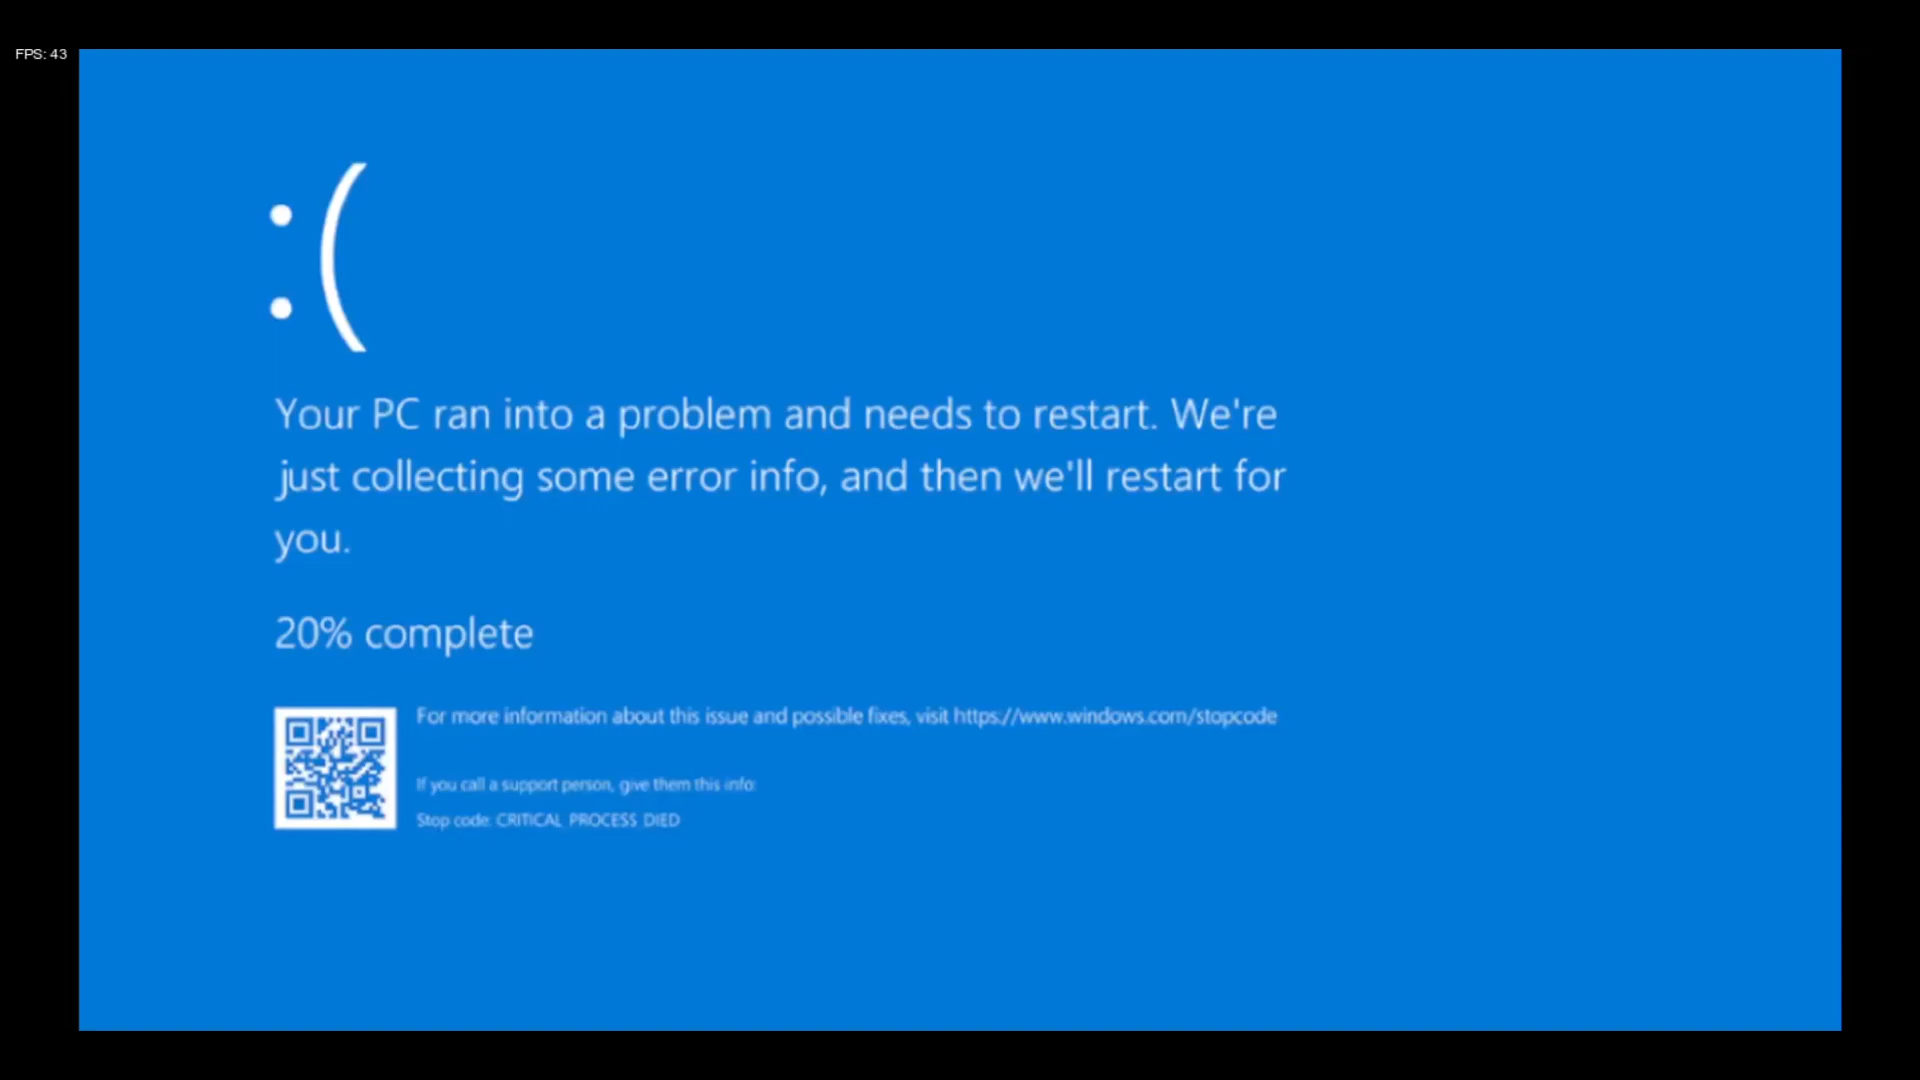 FPS: 43
:(
Your PC ran into a problem and needs to restart. We're
just collecting some error info, and then we'll restart for
you.
20% complete
For more information about this issue and possible fixes, visit https://www.windows.com/stopcode
If you call a support person, give them this info:
Stop code: CRITICAL_PROCESS_DIED